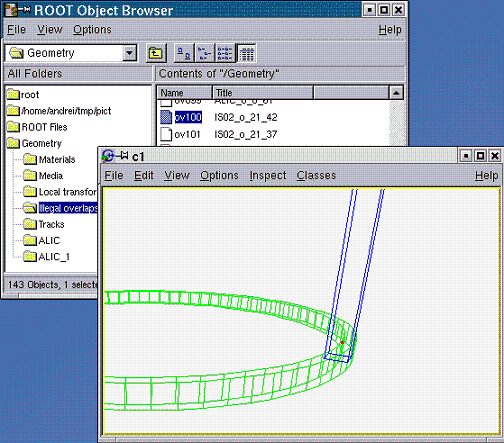 ROOT Object Browser
File View Options Help
Geometry
All Folders
Contents of "/Geometry"
root
/home/andrei/tmp/pict
ROOT Files
Geometry
Materials
Media
Local transfor
Illegal overlaps
Tracks
ALIC
ALIC_1
Name Title
ov099 ALIC_o_0_81
ov100 IS02_o_21_42
ov101 IS02_o_21_37
143 Objects, 1 selecte
c1
File Edit View Options Inspect Classes Help